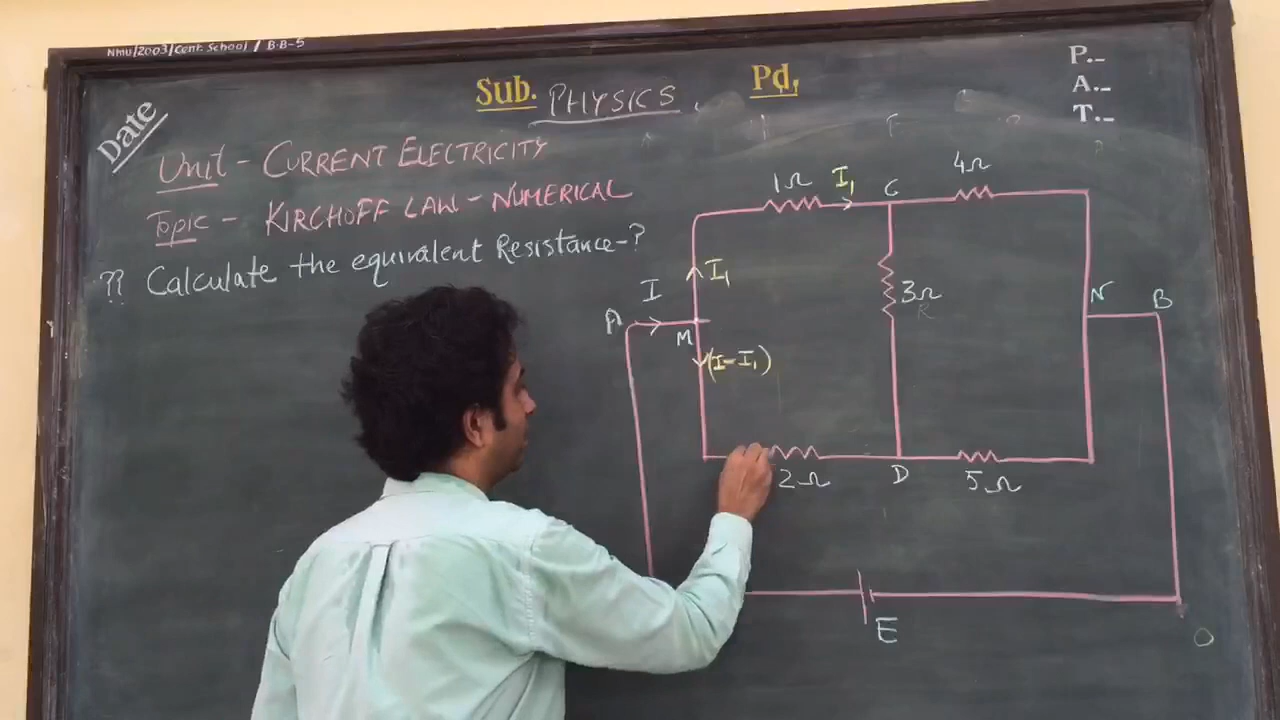 Nmu/2003/Cent. School / B.B-5
Date
Sub. PHYSICS.
Pd,
P.-
A.-
T.-
Unit - CURRENT ELECTRICITY
Topic - KIRCHOFF LAW - NUMERICAL
?? Calculate the equivalent Resistance-?
1Ω
I₁
C
4Ω
I
I₁
3Ω
R
N
B
A
M
(I-I₁)
2Ω
D
5Ω
E
O